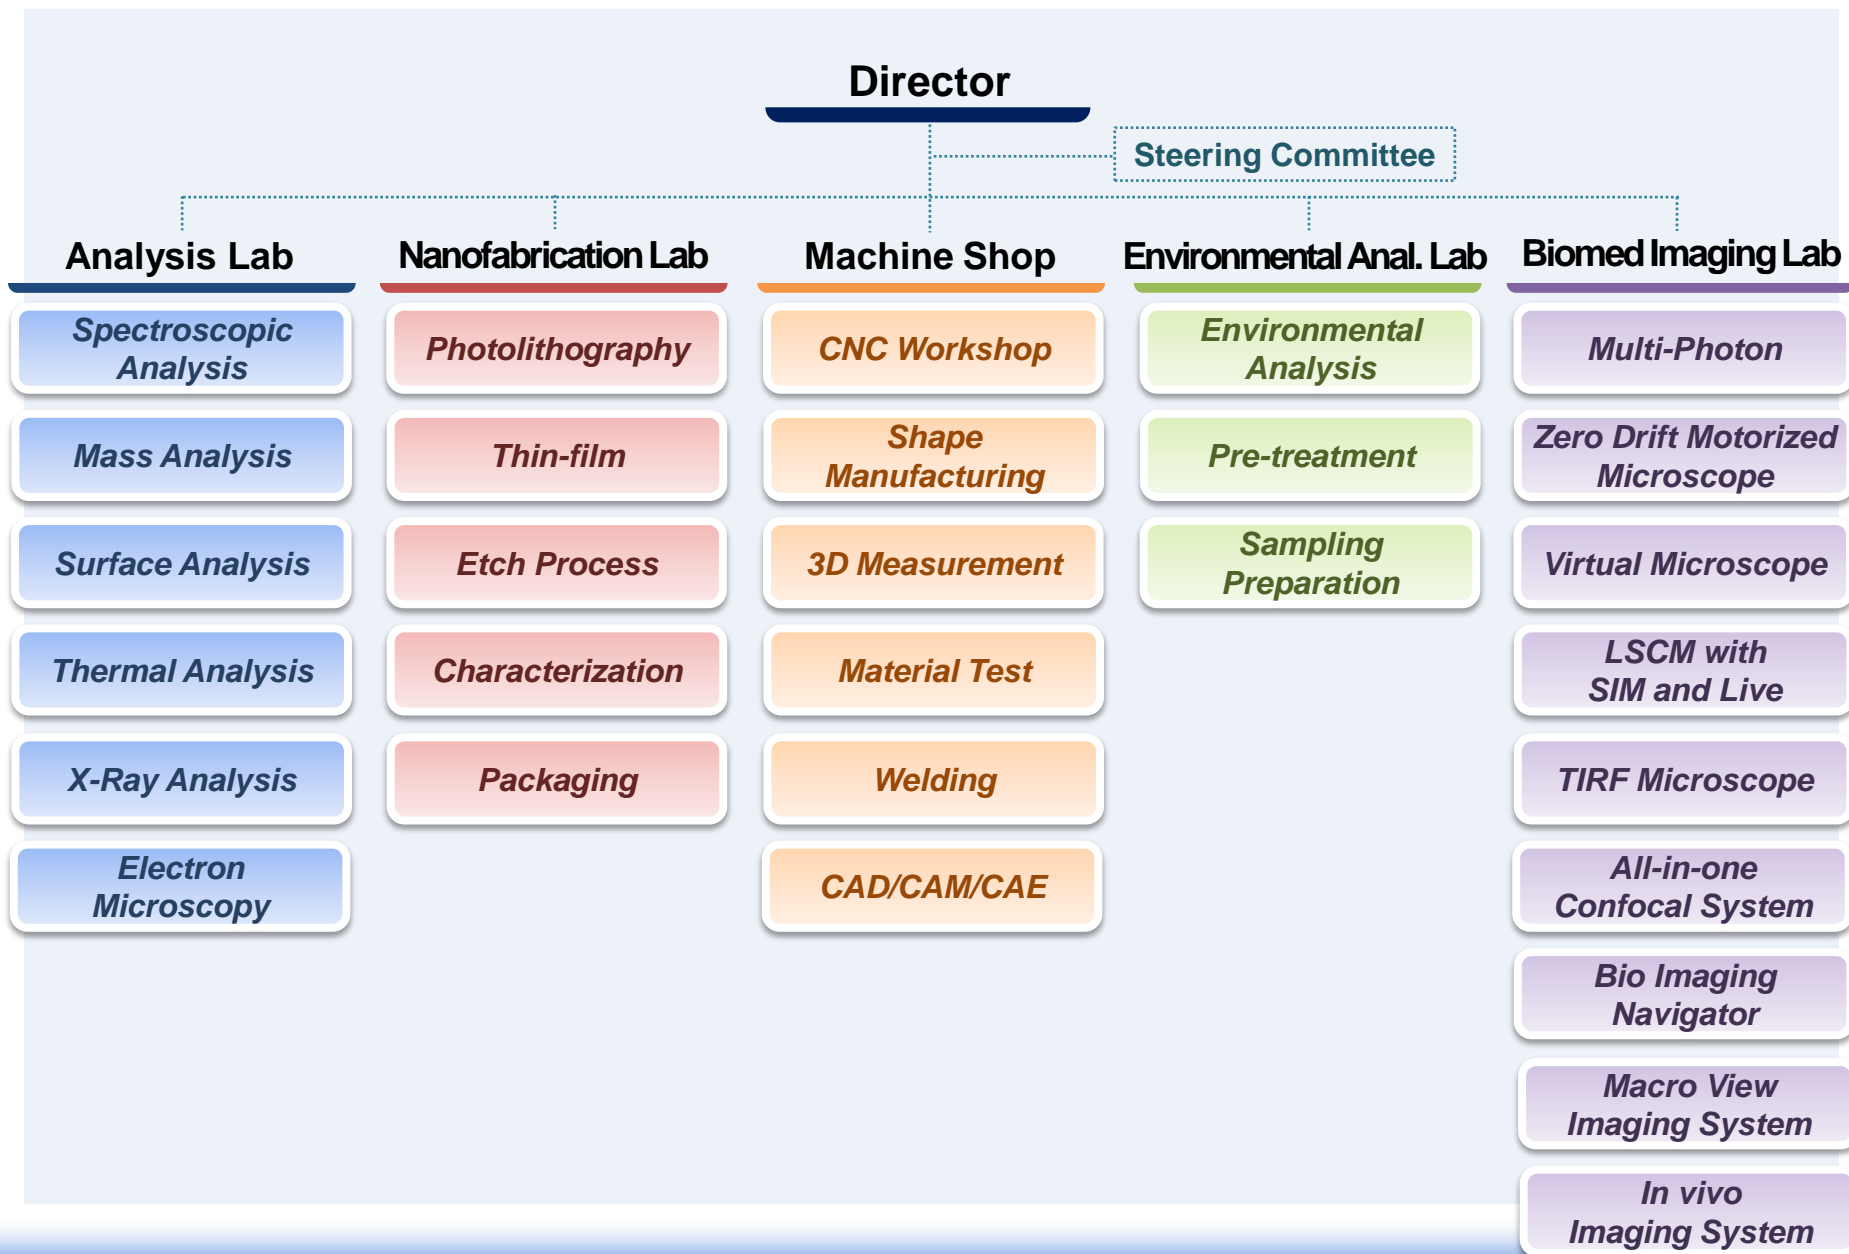 Director
Steering Committee
Analysis Lab
Spectroscopic
Analysis
Mass Analysis
Surface Analysis
Thermal Analysis
X-Ray Analysis
Electron
Microscopy
Nanofabrication Lab
Photolithography
Thin-film
Etch Process
Characterization
Packaging
Machine Shop
CNC Workshop
Shape
Manufacturing
3D Measurement
Material Test
Welding
CAD/CAM/CAE
Environmental Anal. Lab
Environmental
Analysis
Pre-treatment
Sampling
Preparation
Biomed Imaging Lab
Multi-Photon
Zero Drift Motorized
Microscope
Virtual Microscope
LSCM with
SIM and Live
TIRF Microscope
All-in-one
Confocal System
Bio Imaging
Navigator
Macro View
Imaging System
In vivo
Imaging System